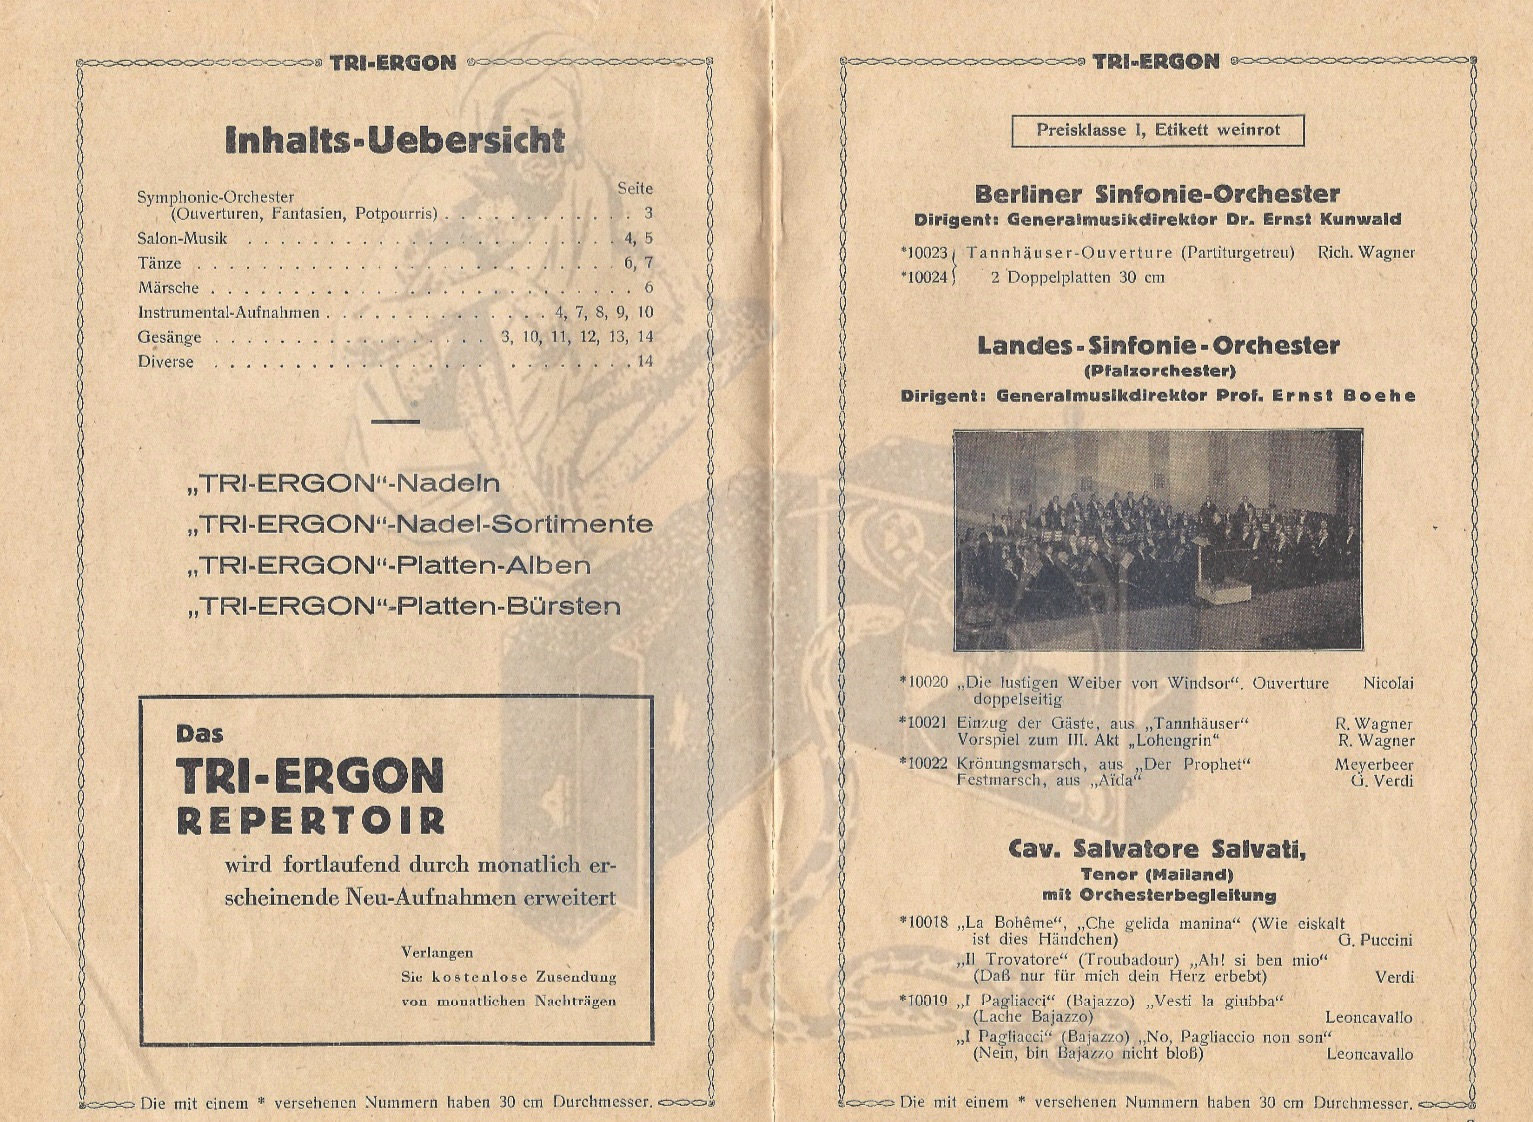 TRI-ERGON
Inhalts-Uebersicht
Seite
Symphonie-Orchester
(Ouverturen, Fantasien, Potpourris) . . . . . . . . . . . . 3
Salon-Musik . . . . . . . . . . . . . . . . . . . . . 4, 5
Tänze . . . . . . . . . . . . . . . . . . . . . . . . 6, 7
Märsche . . . . . . . . . . . . . . . . . . . . . . . . 6
Instrumental-Aufnahmen . . . . . . . . . . . . . 4, 7, 8, 9, 10
Gesänge . . . . . . . . . . . . . . . . . 3, 10, 11, 12, 13, 14
Diverse . . . . . . . . . . . . . . . . . . . . . . . 14
„TRI-ERGON“-Nadeln
„TRI-ERGON“-Nadel-Sortimente
„TRI-ERGON“-Platten-Alben
„TRI-ERGON“-Platten-Bürsten
Das
TRI-ERGON
REPERTOIR
wird fortlaufend durch monatlich er-
scheinende Neu-Aufnahmen erweitert
Verlangen
Sie kostenlose Zusendung
von monatlichen Nachträgen
Die mit einem * versehenen Nummern haben 30 cm Durchmesser.
TRI-ERGON
Preisklasse I, Etikett weinrot
Berliner Sinfonie-Orchester
Dirigent: Generalmusikdirektor Dr. Ernst Kunwald
*10023 } Tannhäuser-Ouverture (Partiturgetreu) Rich. Wagner
*10024 } 2 Doppelplatten 30 cm
Landes-Sinfonie-Orchester
(Pfalzorchester)
Dirigent: Generalmusikdirektor Prof. Ernst Boehe
*10020 „Die lustigen Weiber von Windsor“. Ouverture Nicolai
doppelseitig
*10021 Einzug der Gäste, aus „Tannhäuser“ R. Wagner
Vorspiel zum III. Akt „Lohengrin“ R. Wagner
*10022 Krönungsmarsch, aus „Der Prophet“ Meyerbeer
Festmarsch, aus „Aïda“ G. Verdi
Cav. Salvatore Salvati,
Tenor (Mailand)
mit Orchesterbegleitung
*10018 „La Bohême“, „Che gelida manina“ (Wie eiskalt
ist dies Händchen) G. Puccini
„Il Trovatore“ (Troubadour) „Ah! si ben mio“
(Daß nur für mich dein Herz erbebt) Verdi
*10019 „I Pagliacci“ (Bajazzo) „Vesti la giubba“
(Lache Bajazzo) Leoncavallo
„I Pagliacci“ (Bajazzo) „No, Pagliaccio non son“
(Nein, bin Bajazzo nicht bloß) Leoncavallo
Die mit einem * versehenen Nummern haben 30 cm Durchmesser.